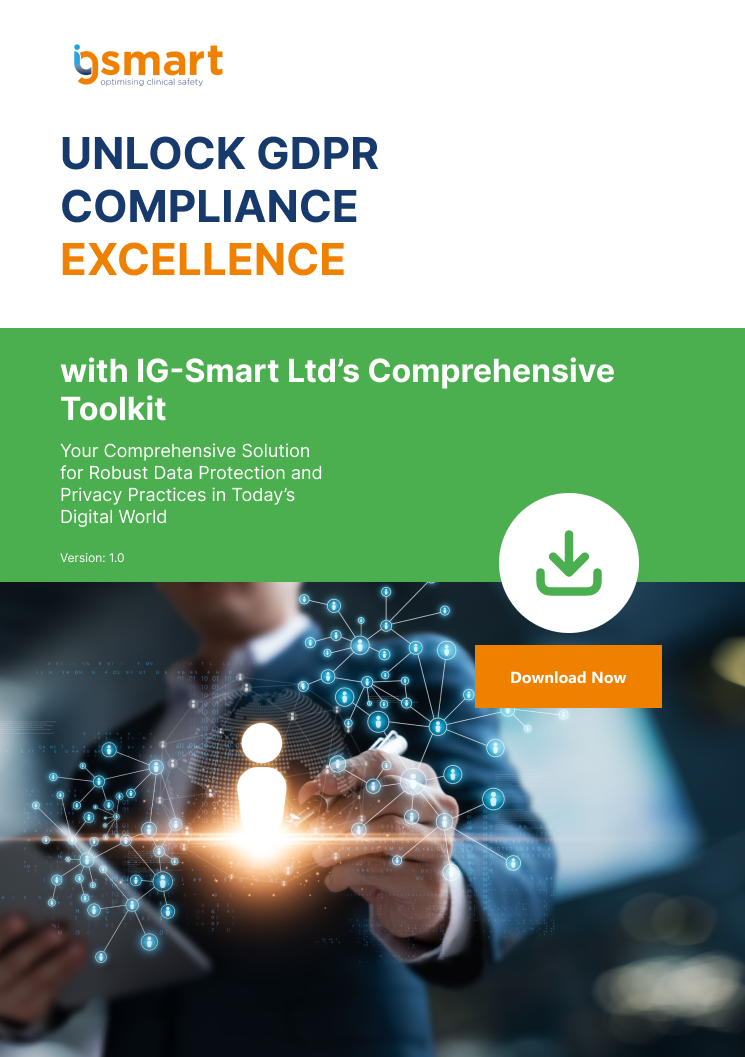 igsmart
optimising clinical safety
UNLOCK GDPR
COMPLIANCE
EXCELLENCE
with IG-Smart Ltd’s Comprehensive
Toolkit
Your Comprehensive Solution
for Robust Data Protection and
Privacy Practices in Today’s
Digital World
Version: 1.0
Download Now